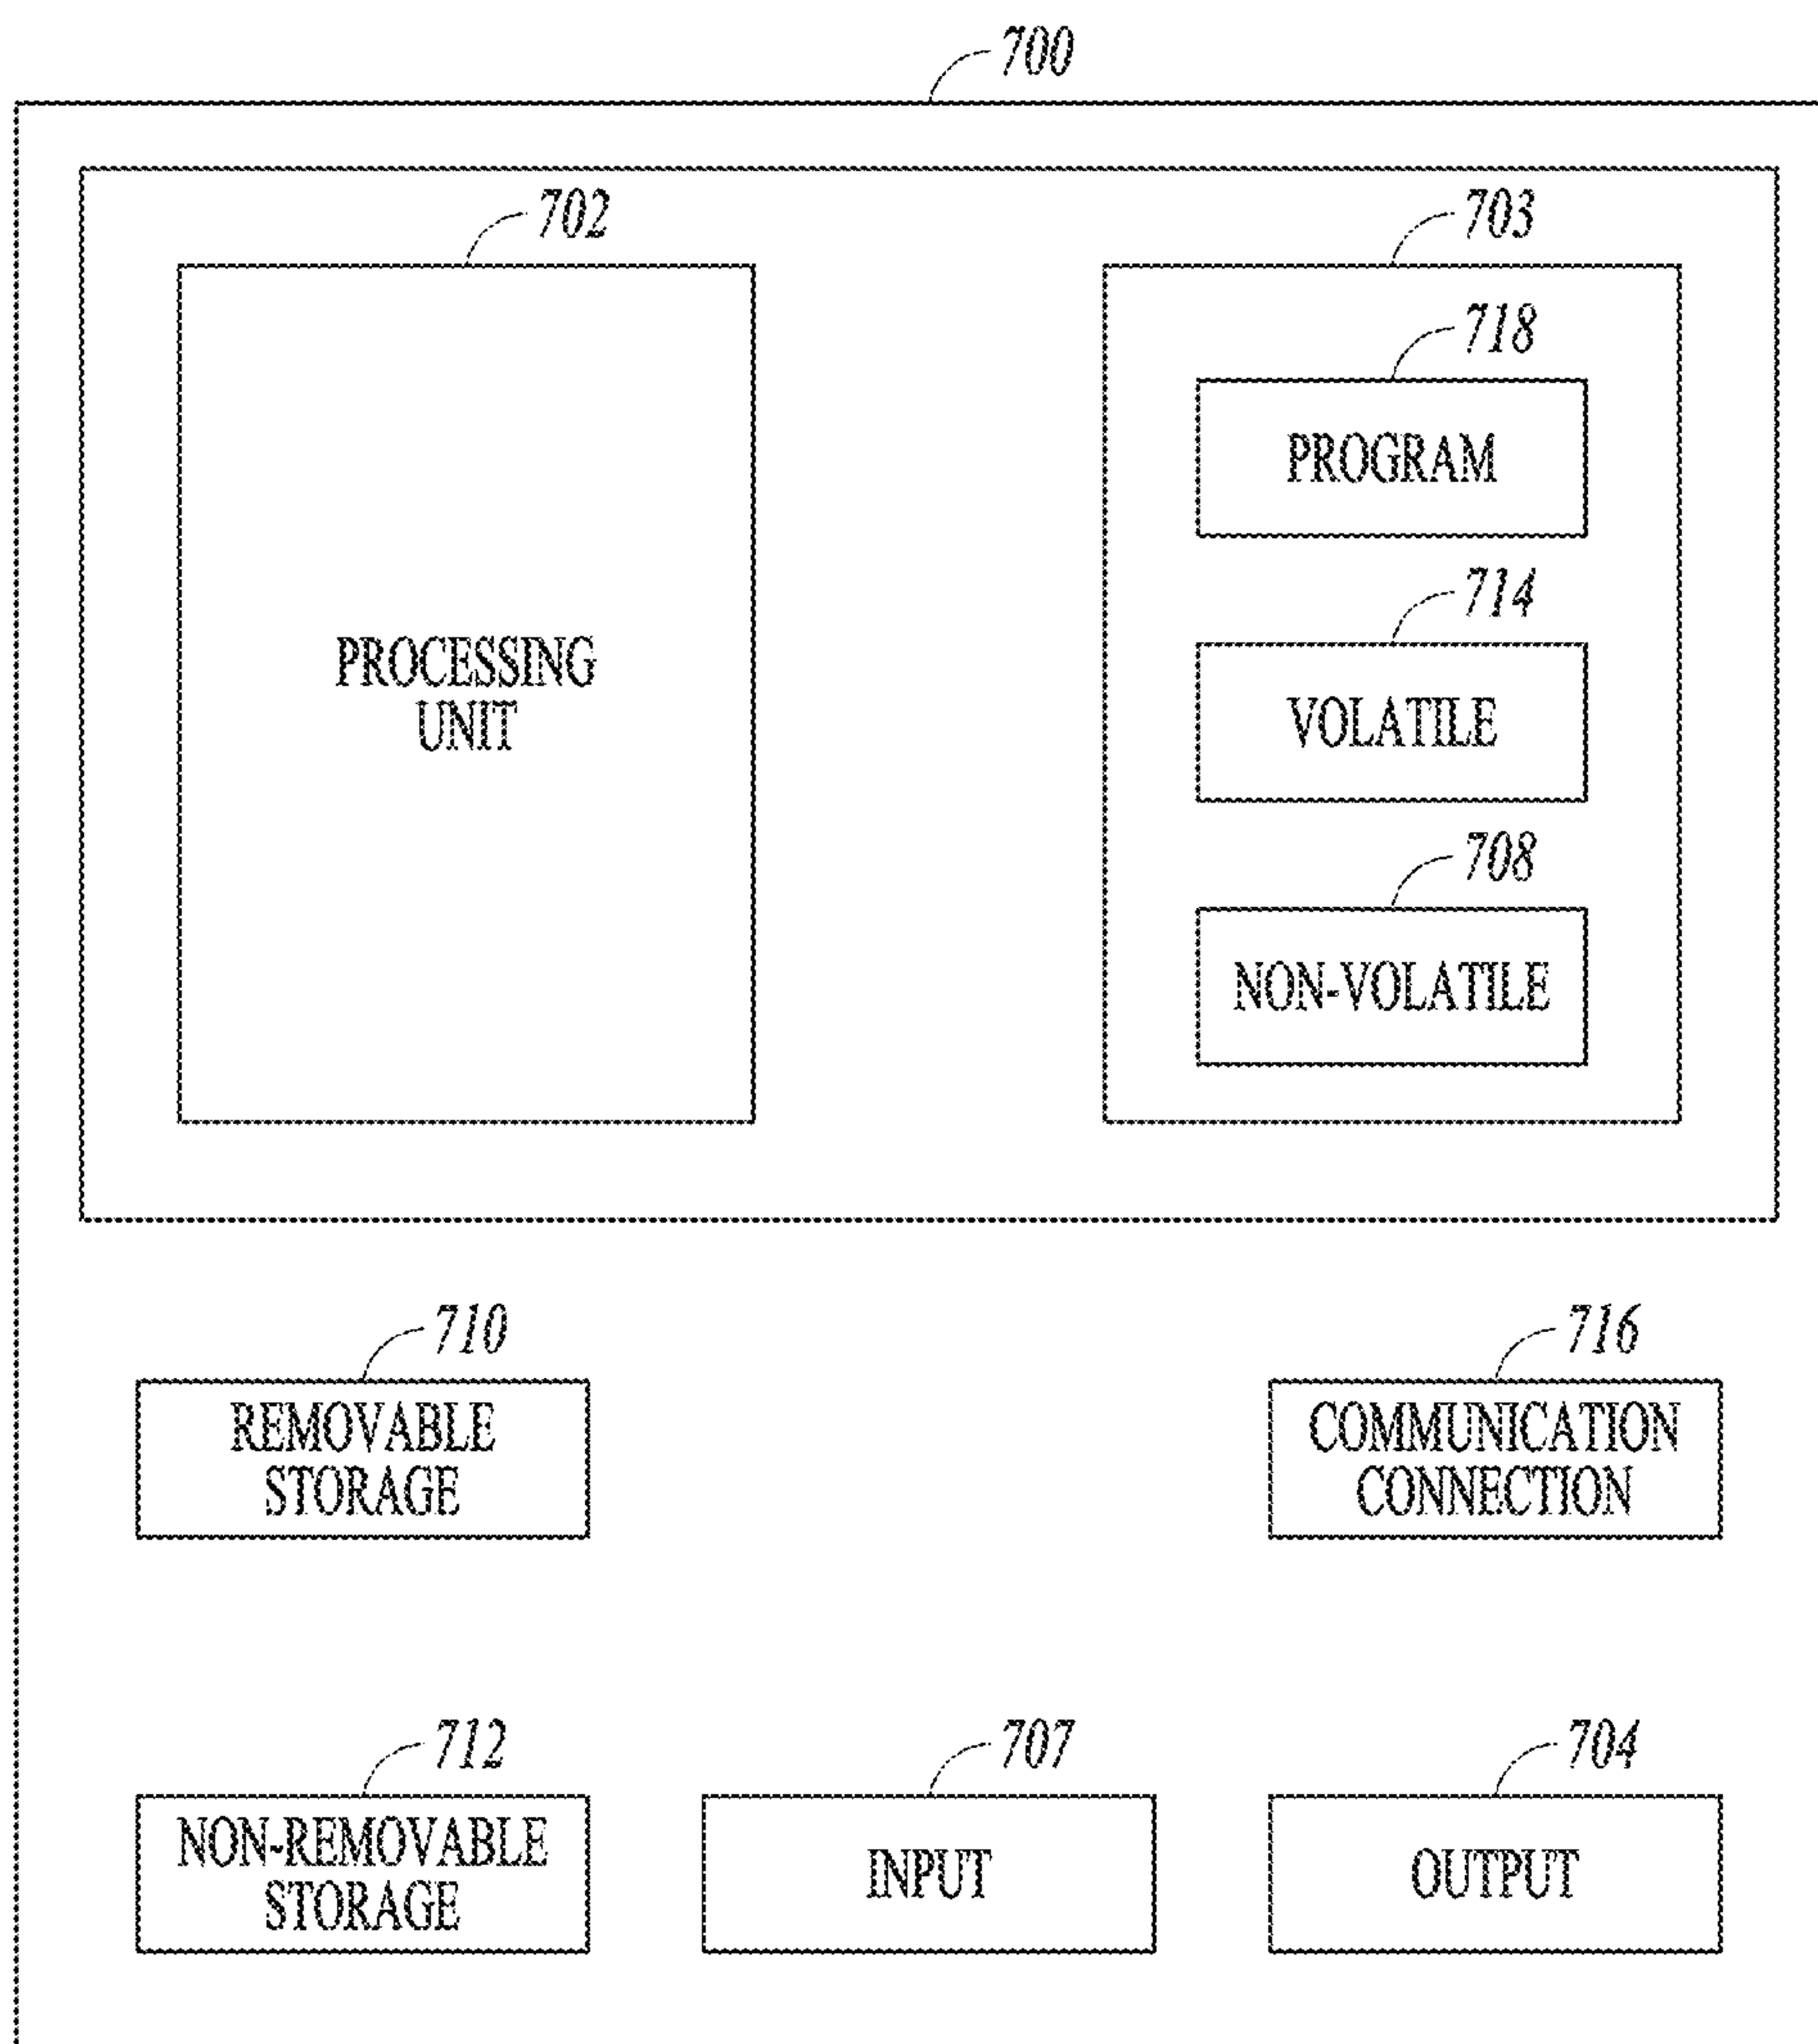 700
702
703
718
PROGRAM
714
PROCESSING
UNIT
VOLATILE
708
NON-VOLATILE
710
716
REMOVABLE
STORAGE
COMMUNICATION
CONNECTION
712
707
704
NON-REMOVABLE
STORAGE
INPUT
OUTPUT